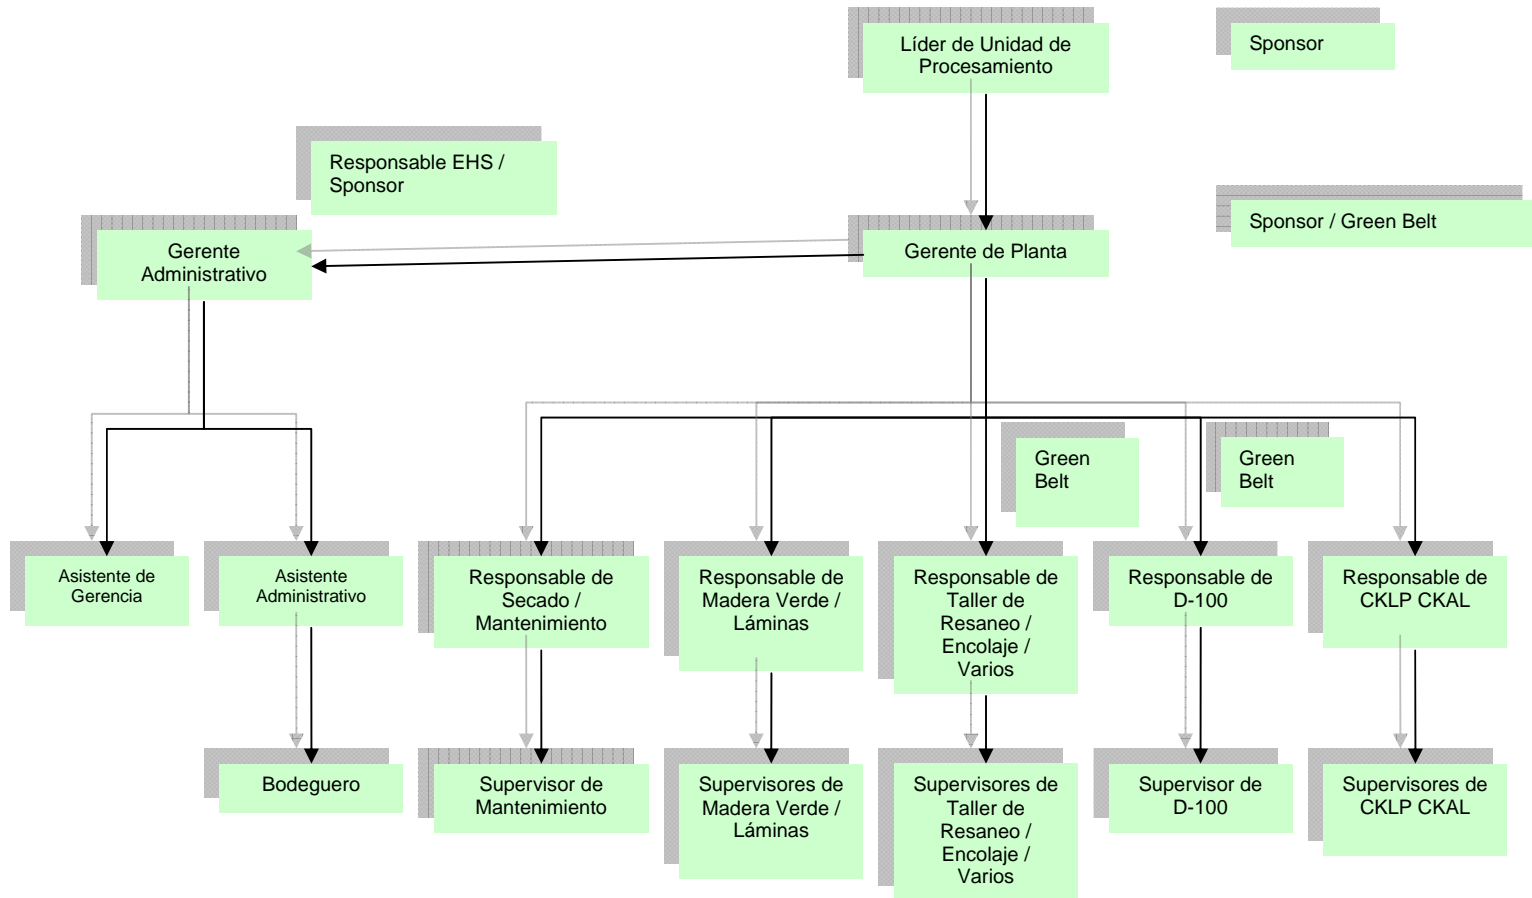 Líder de Unidad de
Procesamiento
Sponsor
Responsable EHS /
Sponsor
Sponsor / Green Belt
Gerente
Administrativo
Gerente de Planta
Green
Belt
Green
Belt
Asistente de
Gerencia
Asistente
Administrativo
Responsable de
Secado /
Mantenimiento
Responsable de
Madera Verde /
Láminas
Responsable de
Taller de
Resaneo /
Encolaje /
Varios
Responsable de
D-100
Responsable de
CKLP CKAL
Bodeguero
Supervisor de
Mantenimiento
Supervisores de
Madera Verde /
Láminas
Supervisores de
Taller de
Resaneo /
Encolaje /
Varios
Supervisor de
D-100
Supervisores de
CKLP CKAL